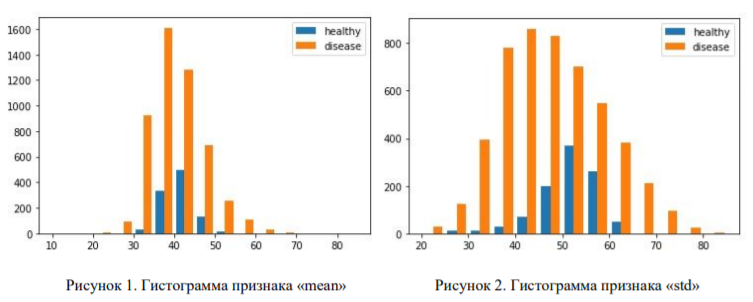 1600
1400
1200
1000
800
600
400
200
0
10 20 30 40 50 60 70 80
healthy
disease
Рисунок 1. Гистограмма признака «mean»
800
600
400
200
0
20 30 40 50 60 70 80
healthy
disease
Рисунок 2. Гистограмма признака «std»